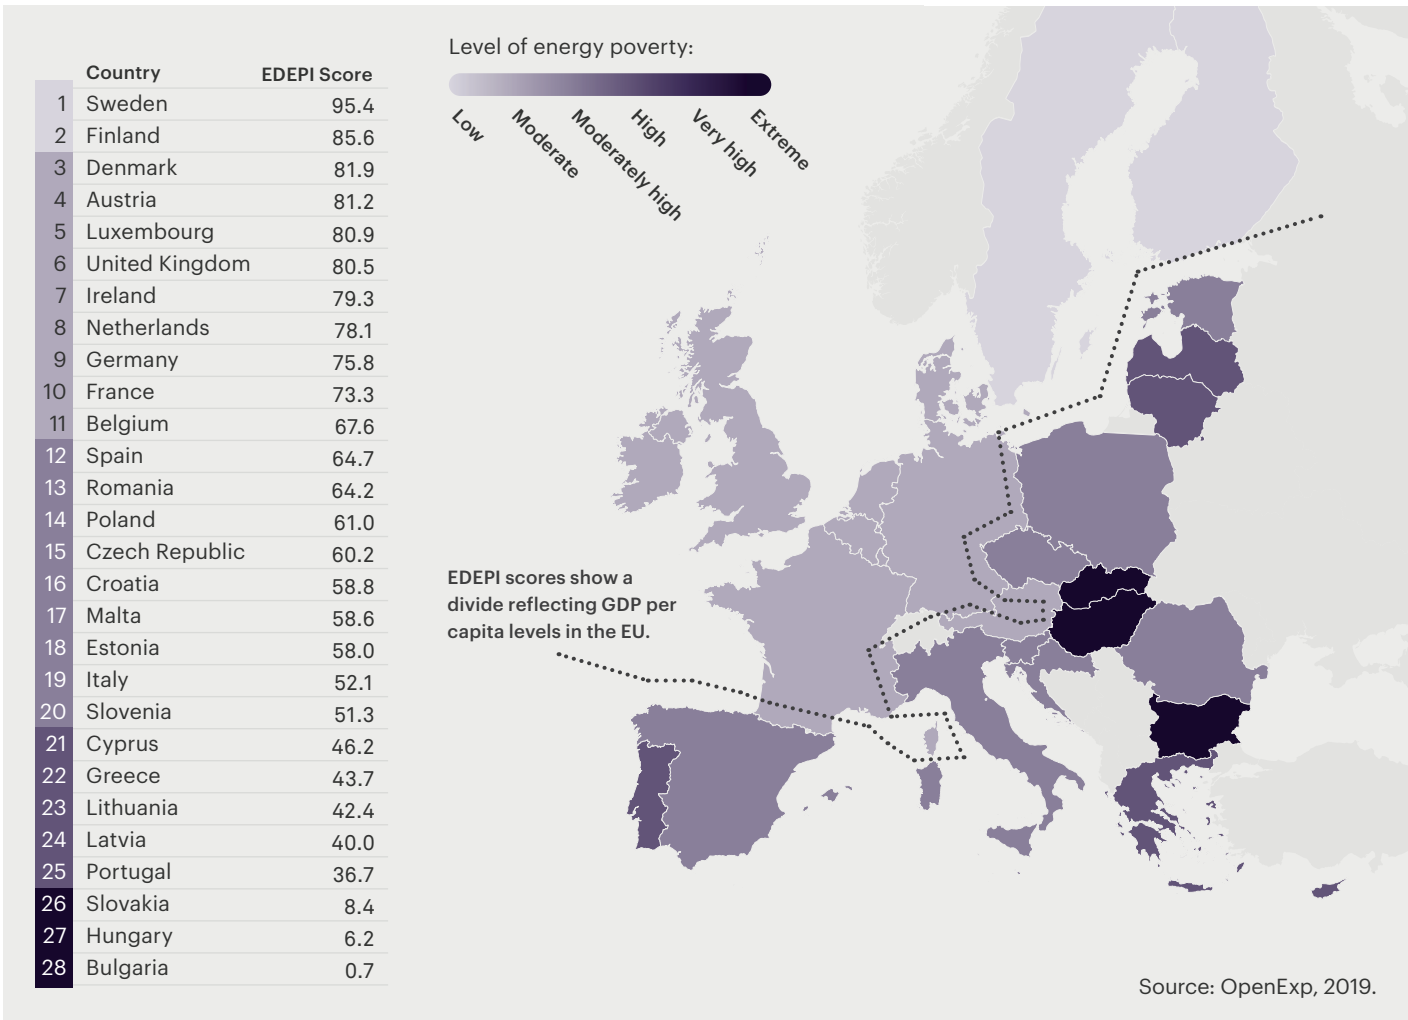 Country EDEPI Score
1 Sweden 95.4
2 Finland 85.6
3 Denmark 81.9
4 Austria 81.2
5 Luxembourg 80.9
6 United Kingdom 80.5
7 Ireland 79.3
8 Netherlands 78.1
9 Germany 75.8
10 France 73.3
11 Belgium 67.6
12 Spain 64.7
13 Romania 64.2
14 Poland 61.0
15 Czech Republic 60.2
16 Croatia 58.8
17 Malta 58.6
18 Estonia 58.0
19 Italy 52.1
20 Slovenia 51.3
21 Cyprus 46.2
22 Greece 43.7
23 Lithuania 42.4
24 Latvia 40.0
25 Portugal 36.7
26 Slovakia 8.4
27 Hungary 6.2
28 Bulgaria 0.7
Level of energy poverty:
Low
Moderate
Moderately high
High
Very high
Extreme
EDEPI scores show a
divide reflecting GDP per
capita levels in the EU.
Source: OpenExp, 2019.